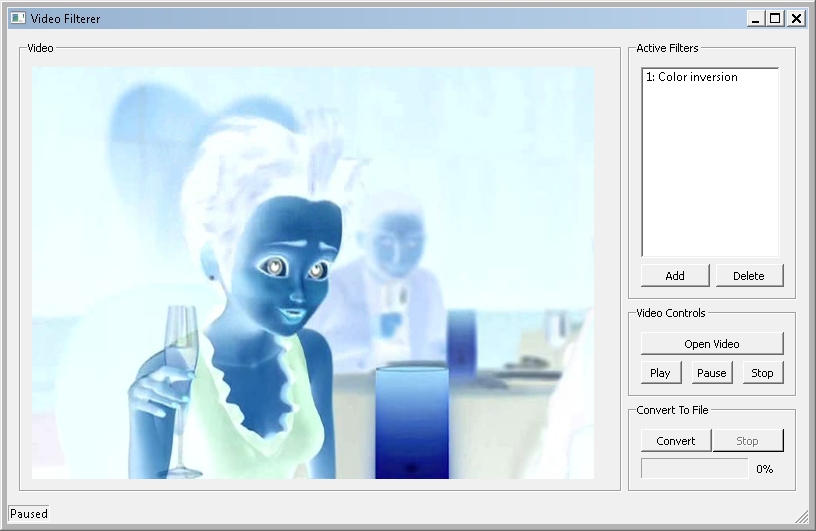 Video Filterer
Video
Active Filters
1: Color inversion
Add
Delete
Video Controls
Open Video
Play
Pause
Stop
Convert To File
Convert
Stop
0%
Paused